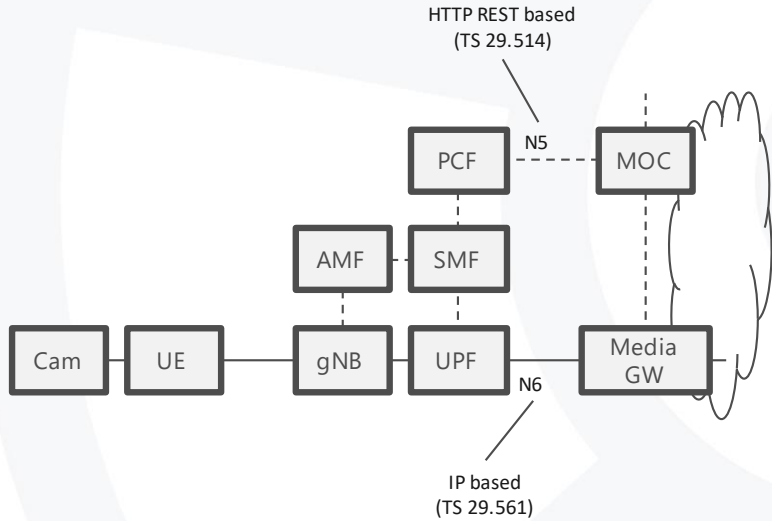 HTTP REST based
(TS 29.514)
N5
PCF
MOC
AMF
SMF
Cam
UE
gNB
UPF
Media
GW
N6
IP based
(TS 29.561)